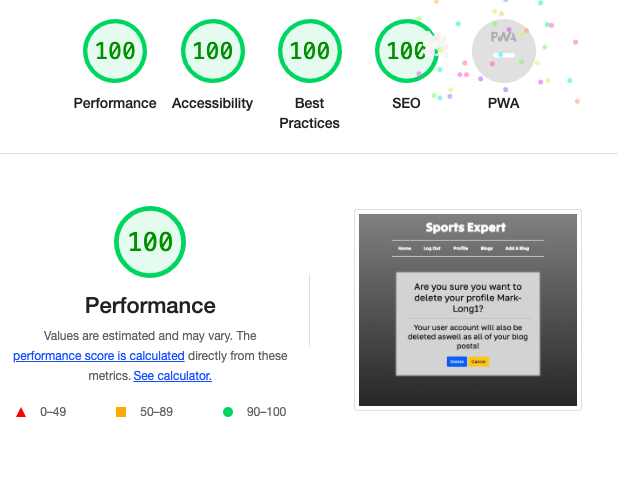 100
100
100
100
PWA
Performance
Accessibility
Best
Practices
SEO
PWA
100
Performance
Values are estimated and may vary. The
performance score is calculated directly from these
metrics. See calculator.
0–49
50–89
90–100
Sports Expert
Home Log Out Profile Blogs Add A Blog
Are you sure you want to
delete your profile Mark-
Long1?
Your user account will also be
deleted aswell as all of your blog
posts!
Delete Cancel